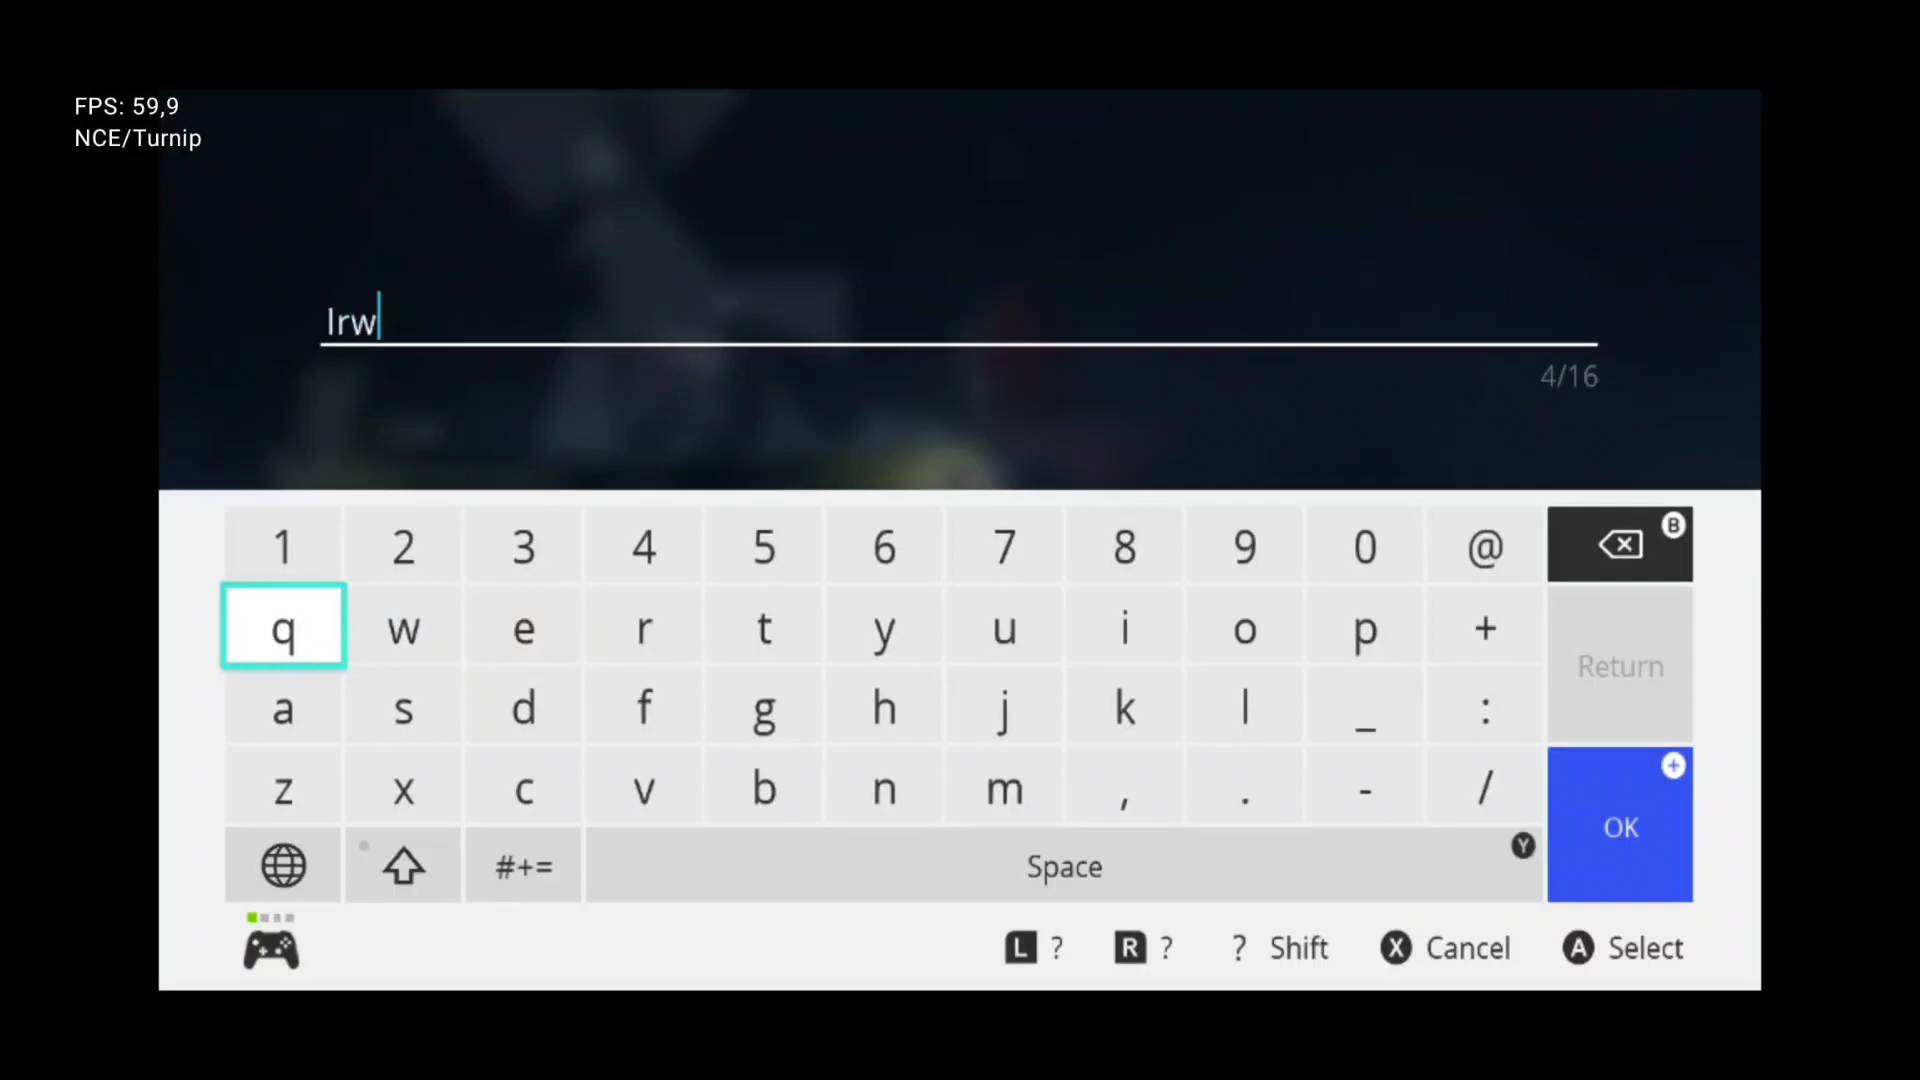 FPS: 59,9
NCE/Turnip
Irw
4/16
1 2 3 4 5 6 7 8 9 0 @ B
q w e r t y u i o p +
Return
a s d f g h j k l _ :
z x c v b n m , . - / +
OK
#+= Space Y
L ? R ? ? Shift X Cancel A Select